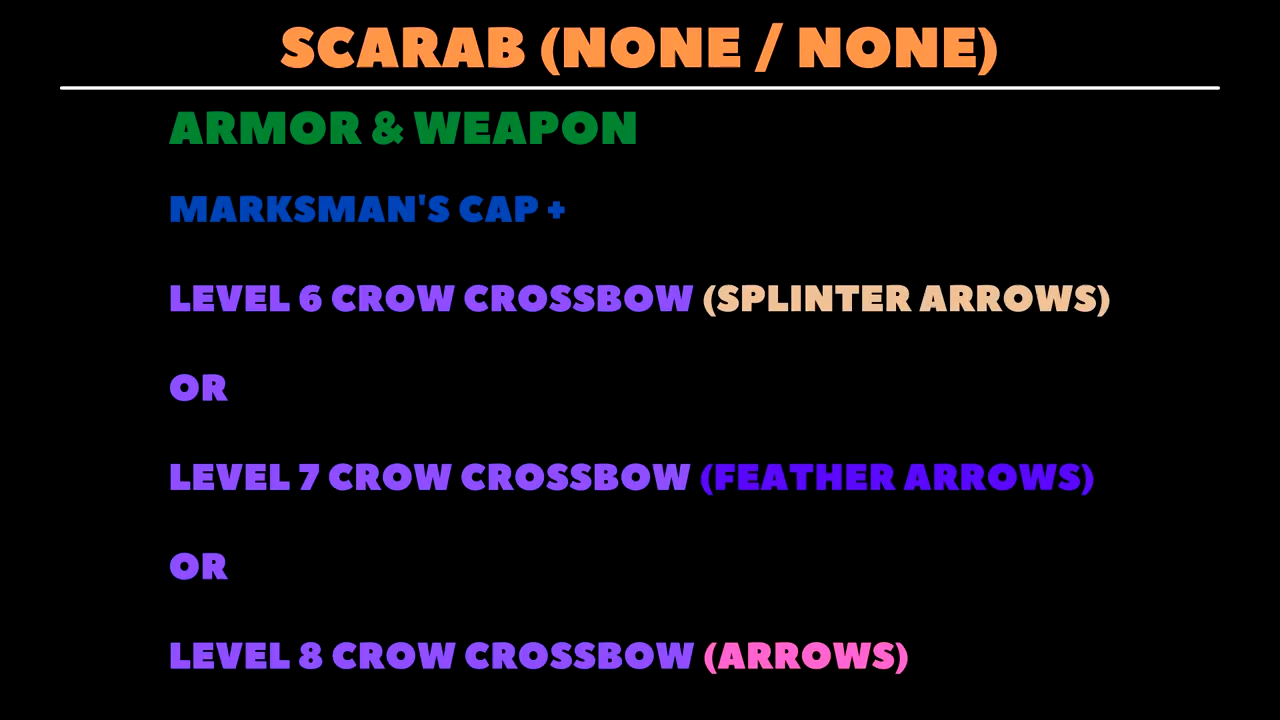 SCARAB (NONE / NONE)
ARMOR & WEAPON
MARKSMAN'S CAP +
LEVEL 6 CROW CROSSBOW (SPLINTER ARROWS)
OR
LEVEL 7 CROW CROSSBOW (FEATHER ARROWS)
OR
LEVEL 8 CROW CROSSBOW (ARROWS)